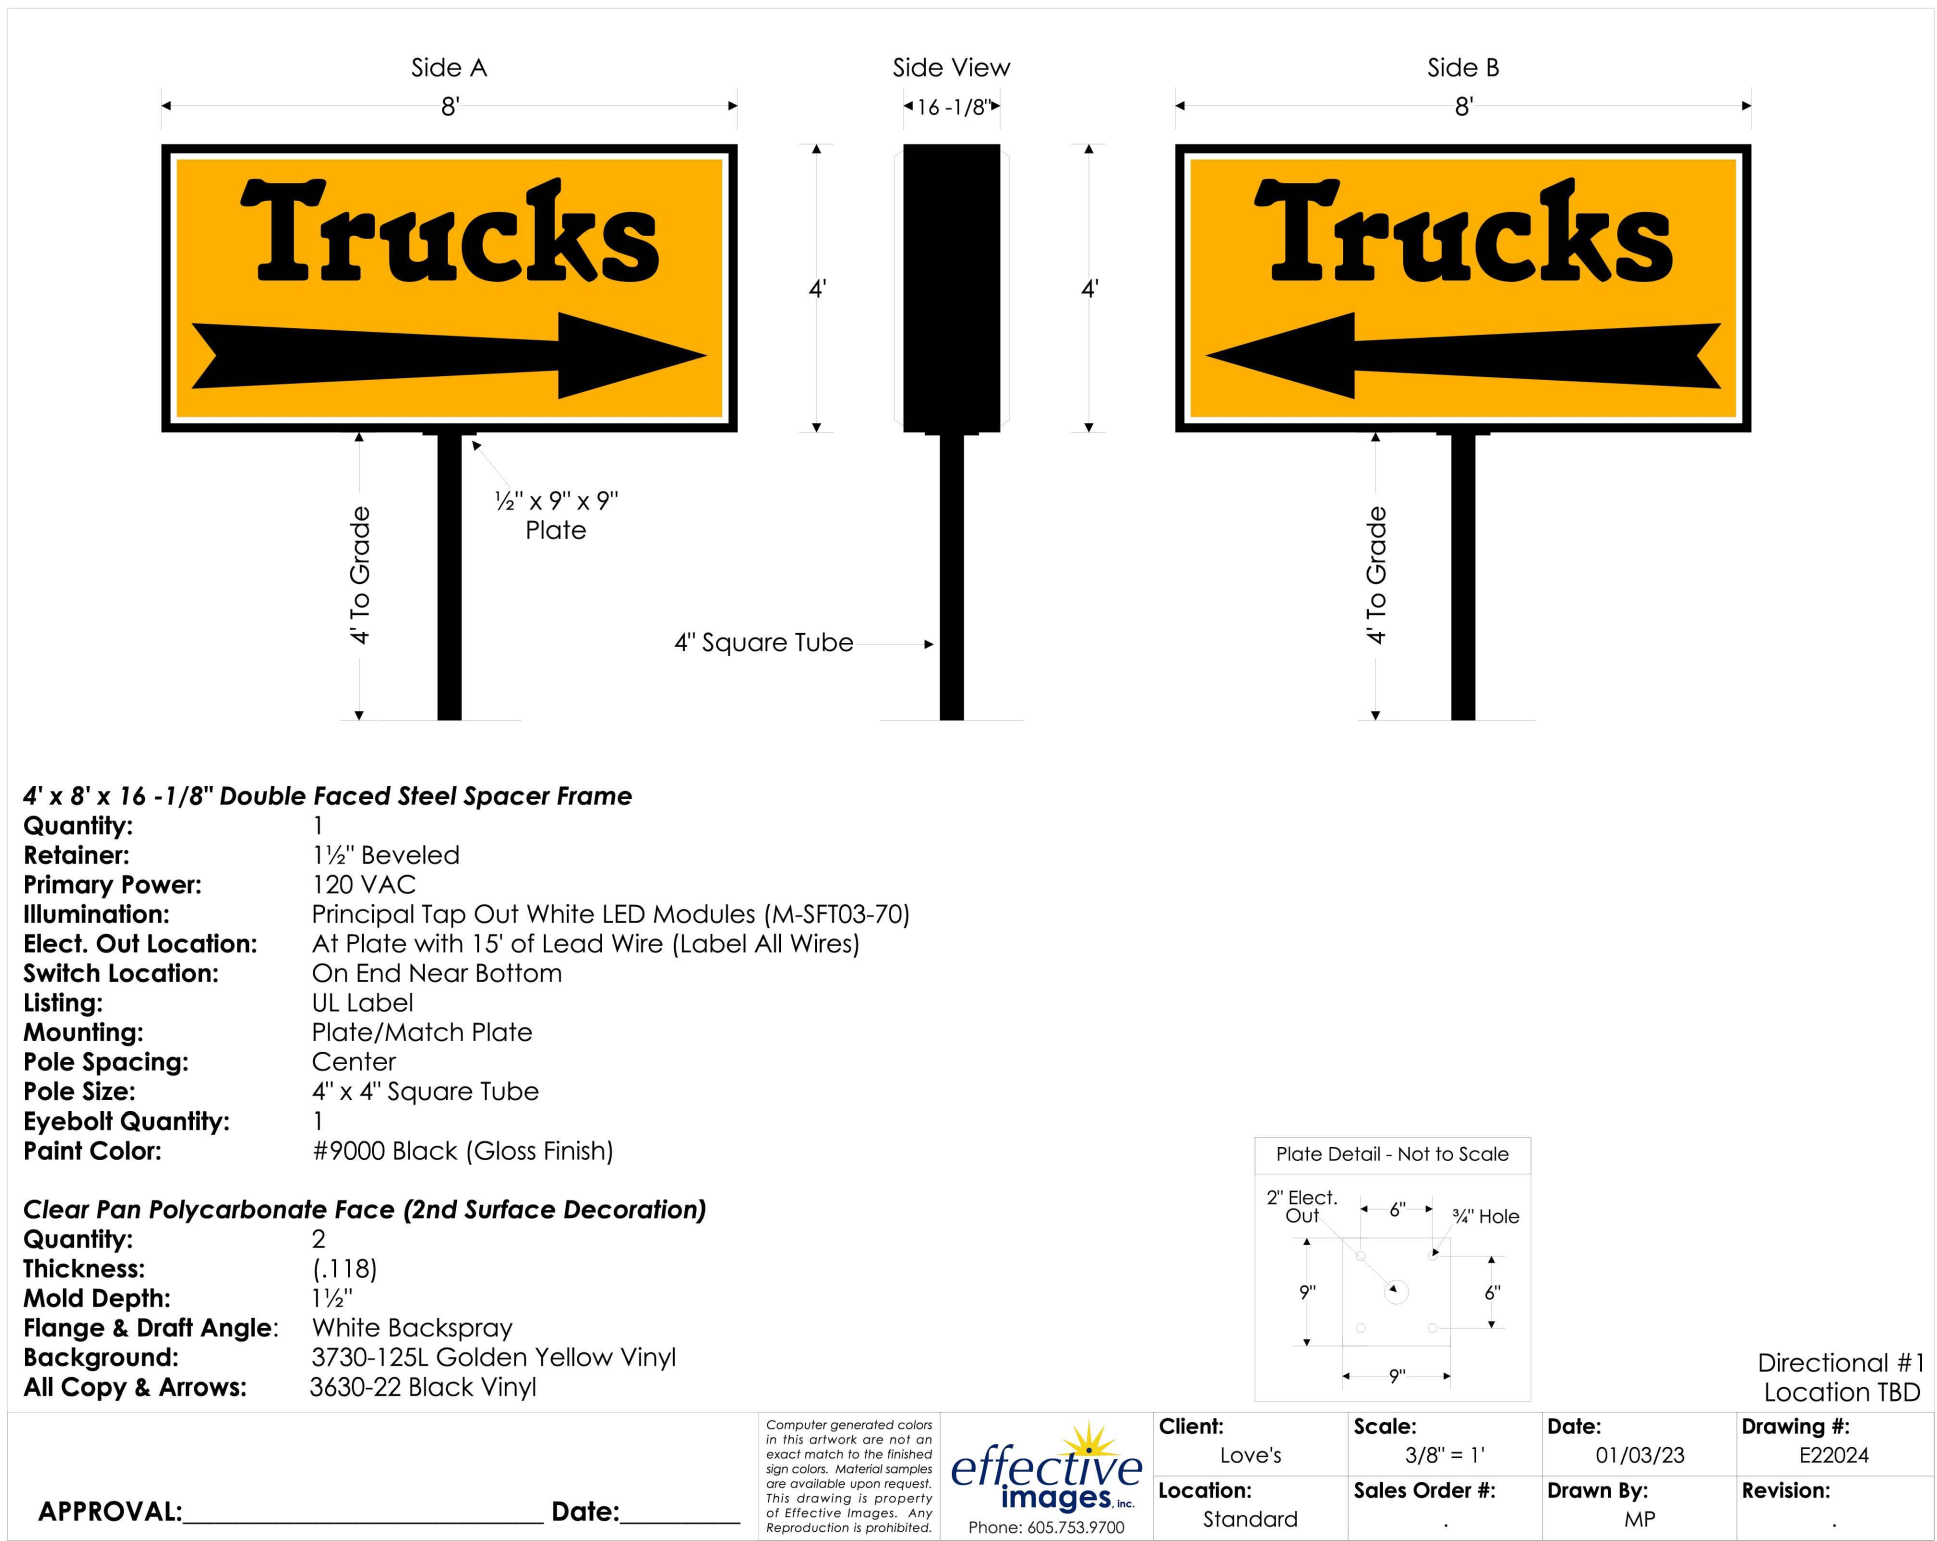 Side A
8'
Side View
16 -1/8"
Side B
8'
Trucks
4'
4'
Trucks
4' To Grade
½" x 9" x 9"
Plate
4" Square Tube
4' To Grade
4' x 8' x 16 -1/8" Double Faced Steel Spacer Frame
Quantity: 1
Retainer: 1½" Beveled
Primary Power: 120 VAC
Illumination: Principal Tap Out White LED Modules (M-SFT03-70)
Elect. Out Location: At Plate with 15' of Lead Wire (Label All Wires)
Switch Location: On End Near Bottom
Listing: UL Label
Mounting: Plate/Match Plate
Pole Spacing: Center
Pole Size: 4" x 4" Square Tube
Eyebolt Quantity: 1
Paint Color: #9000 Black (Gloss Finish)
Clear Pan Polycarbonate Face (2nd Surface Decoration)
Quantity: 2
Thickness: (.118)
Mold Depth: 1½"
Flange & Draft Angle: White Backspray
Background: 3730-125L Golden Yellow Vinyl
All Copy & Arrows: 3630-22 Black Vinyl
Plate Detail - Not to Scale
2" Elect.
Out
6"
¾" Hole
9"
6"
9"
Directional #1
Location TBD
APPROVAL: Date:
Computer generated colors
in this artwork are not an
exact match to the finished
sign colors. Material samples
are available upon request.
This drawing is property
of Effective Images. Any
Reproduction is prohibited.
effective
images, inc.
Phone: 605.753.9700
Client:
Love's
Scale:
3/8" = 1'
Date:
01/03/23
Drawing #:
E22024
Location:
Standard
Sales Order #:
.
Drawn By:
MP
Revision:
.